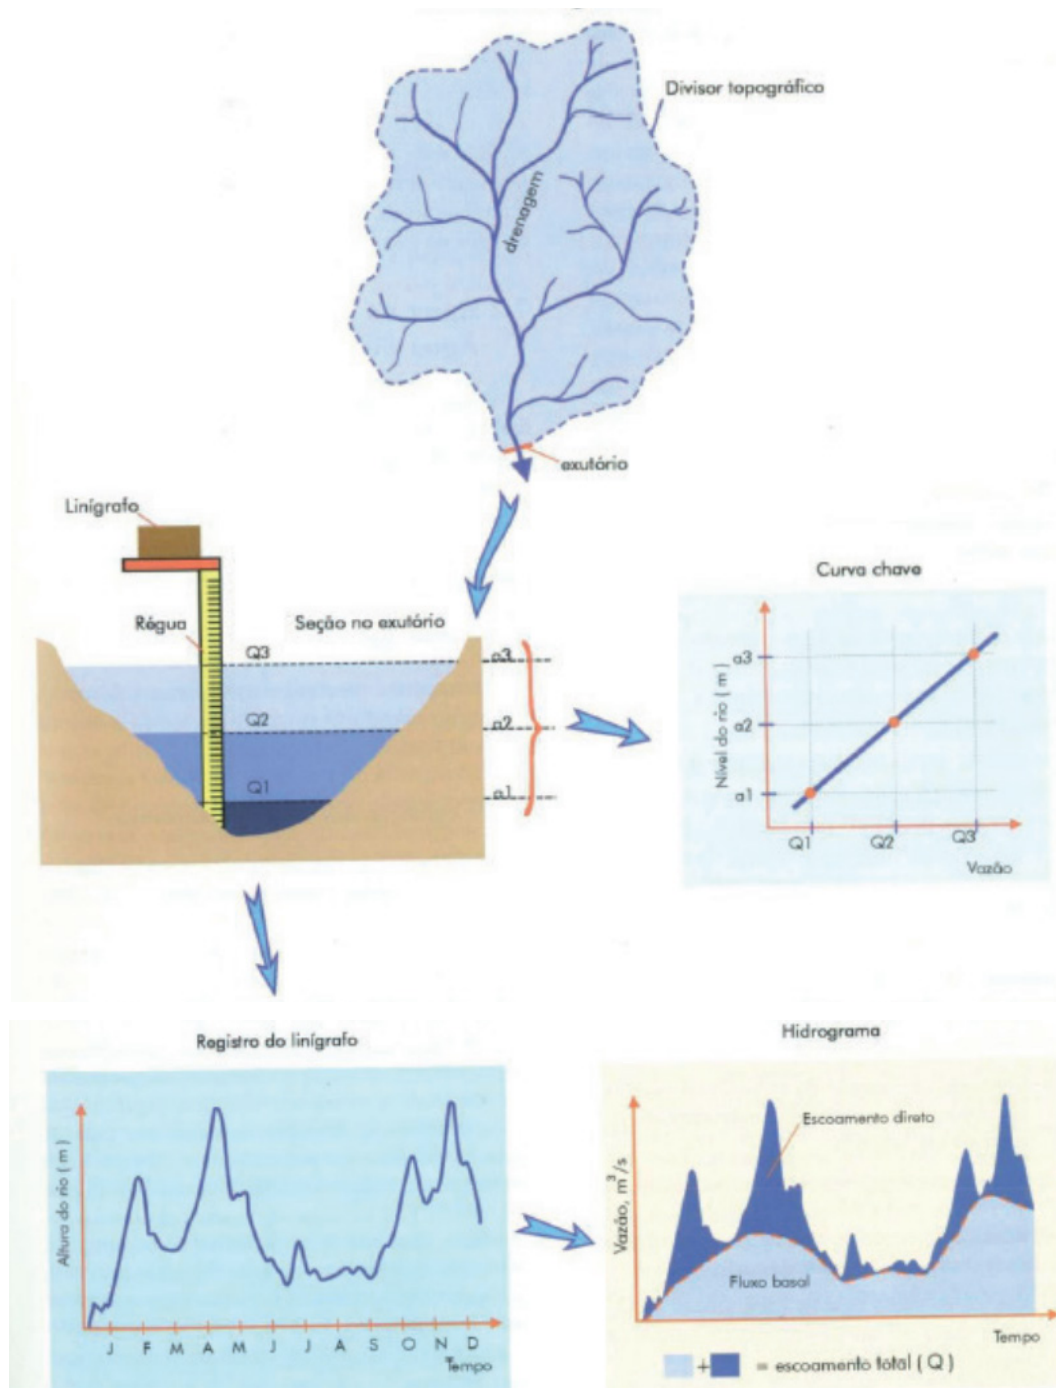 Divisor topográfico
drenagem
exutório
Linígrafo
Régua
Seção no exutório
Q3
Q2
Q1
a3
a2
a1
Curva chave
Nível do rio ( m )
a3
a2
a1
Q1
Q2
Q3
Vazão
Registro do linígrafo
Altura do rio ( m )
J F M A M J J A S O N D
Tempo
Hidrograma
Vazão, m³/s
Escoamento direto
Fluxo basal
Tempo
+ = escoamento total ( Q )